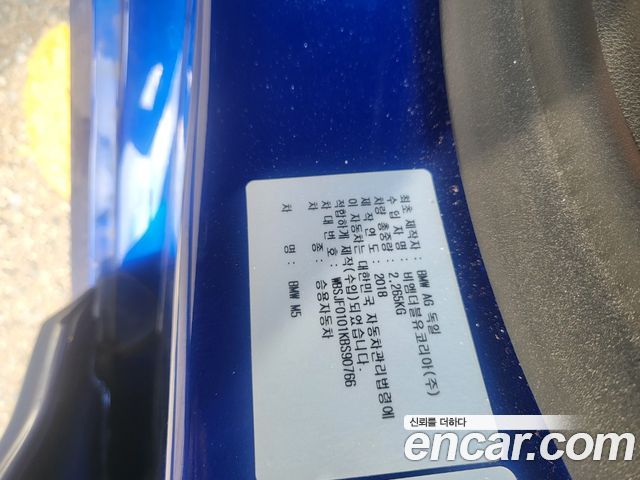 최초 제작자 : BMW AG 독일
수 입 자 명 : 비엠더블유코리아(주)
차량 총중량 : 2,265KG
제 작 연 도 : 2018
이 자동차는 대한민국 자동차관리법령에
적합하게 제작(수입)되었습니다.
차 대 번 호 : WBSJF0101KBS90766
차 종 : 승용자동차
차 명 : BMW M5
신뢰를 더하다
encar.com